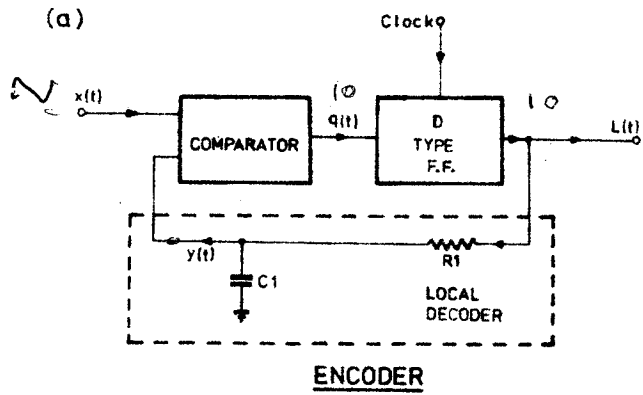 (a)
Clock
x(t)
COMPARATOR
1 0
q(t)
D
TYPE
F.F.
1 0
L(t)
y(t)
C1
R1
LOCAL
DECODER
ENCODER